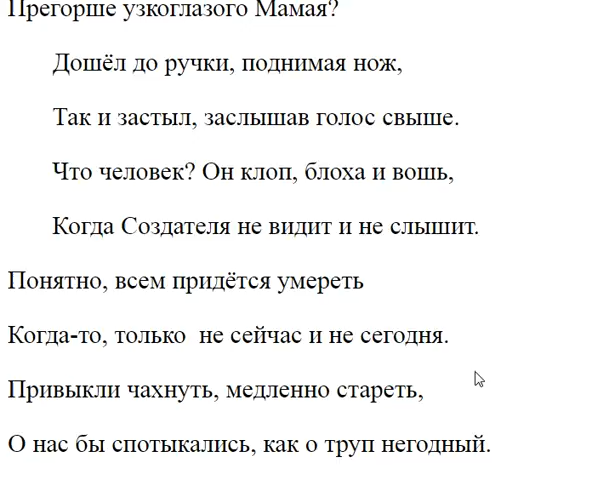 Прегорше узкоглазого Мамая?
Дошёл до ручки, поднимая нож,
Так и застыл, заслышав голос свыше.
Что человек? Он клоп, блоха и вошь,
Когда Создателя не видит и не слышит.
Понятно, всем придётся умереть
Когда-то, только  не сейчас и не сегодня.
Привыкли чахнуть, медленно стареть,
О нас бы спотыкались, как о труп негодный.